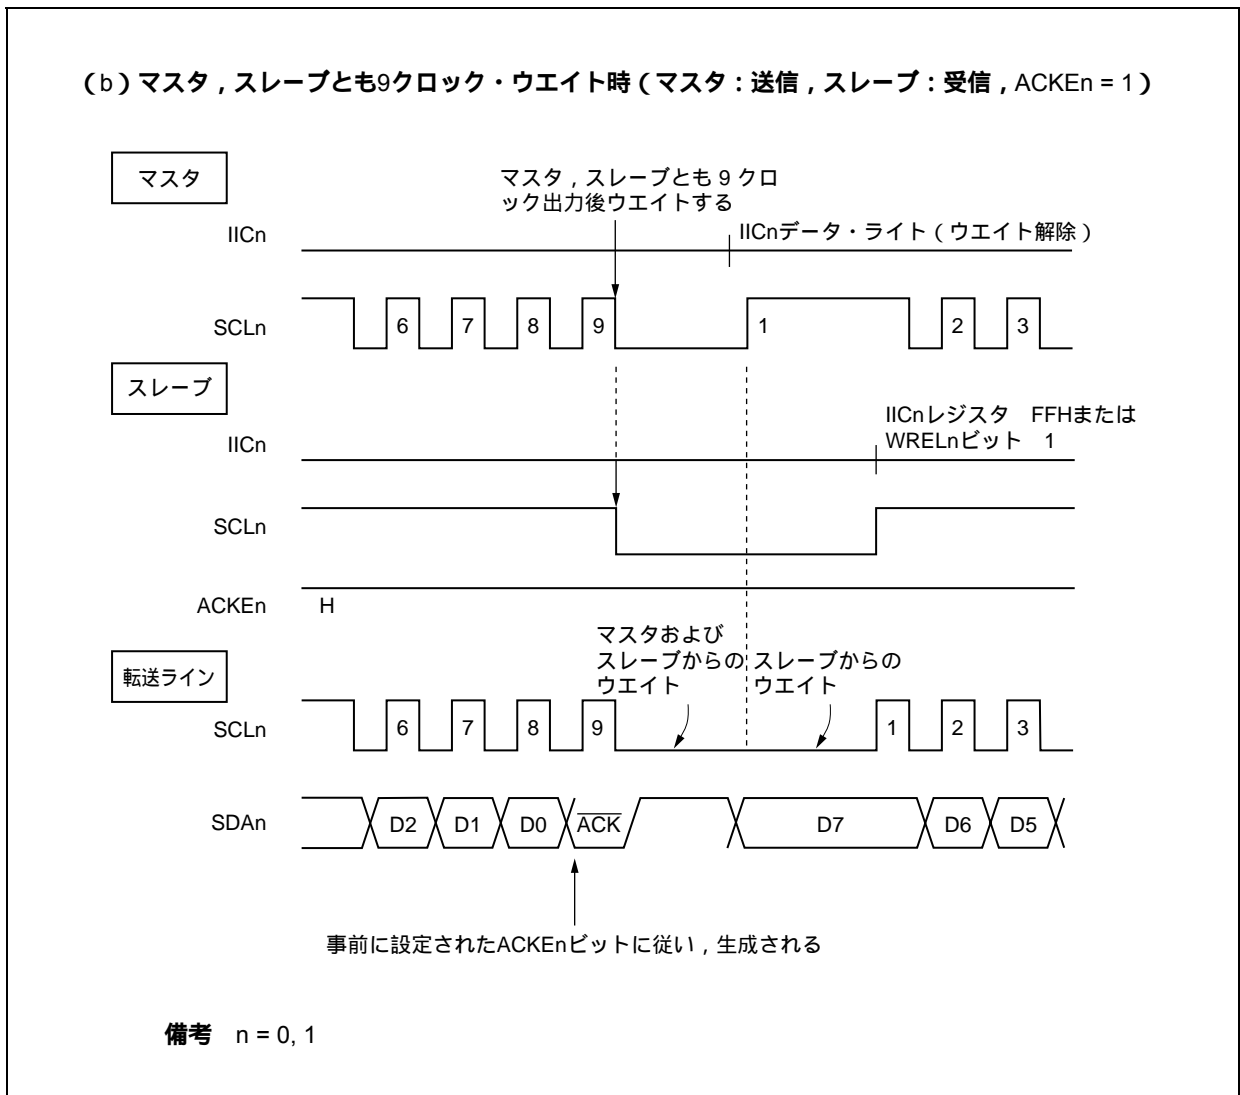 （b）マスタ，スレーブとも9クロック・ウエイト時（マスタ：送信，スレーブ：受信，ACKEn = 1）
マスタ
マスタ，スレーブとも 9 クロ
ック出力後ウエイトする
IICn
IICnデータ・ライト（ウエイト解除）
SCLn
6 7 8 9 1 2 3
スレーブ
IICnレジスタ　FFHまたは
WRELnビット　1
IICn
SCLn
ACKEn H
マスタおよび
スレーブからの
ウエイト
スレーブからの
ウエイト
転送ライン
SCLn
6 7 8 9 1 2 3
SDAn
D2 D1 D0 ACK D7 D6 D5
事前に設定されたACKEnビットに従い，生成される
備考　n = 0, 1